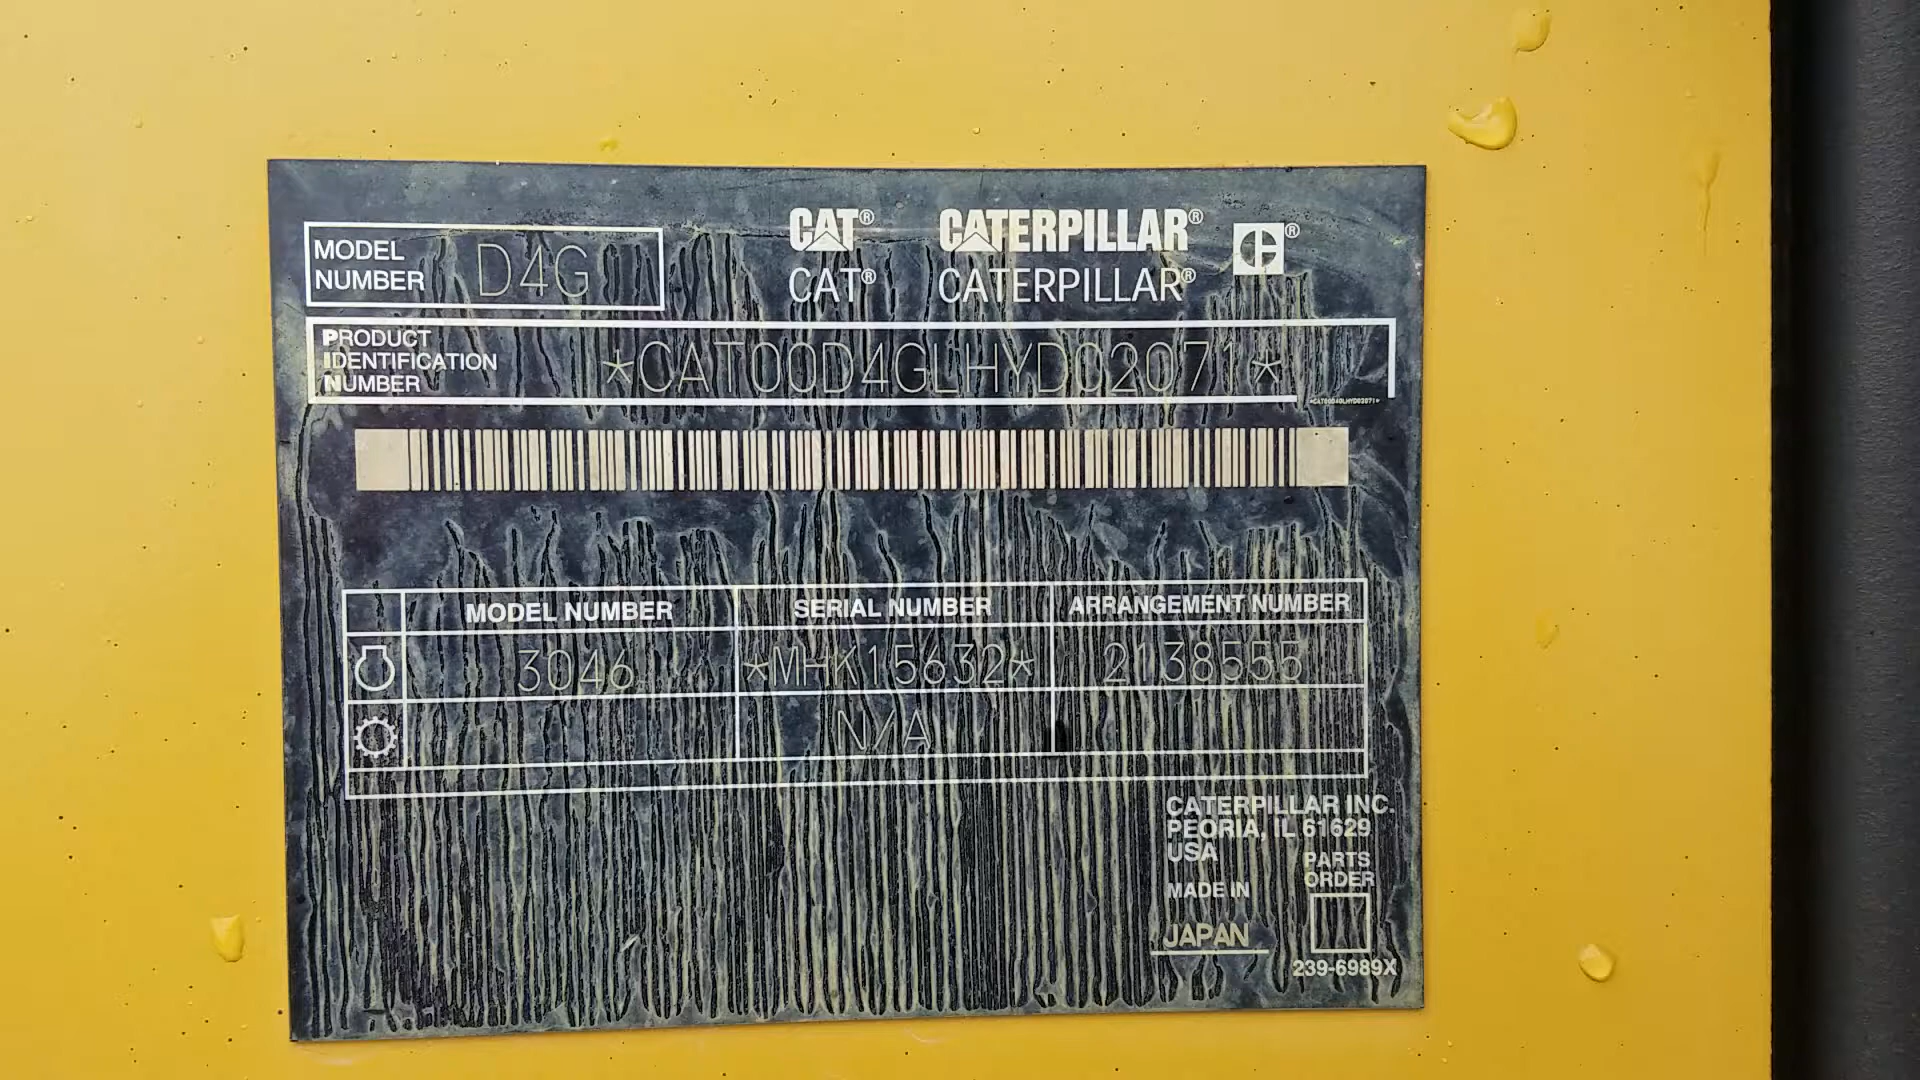 MODEL NUMBER D4G
CAT® CATERPILLAR® ®
CAT® CATERPILLAR®
PRODUCT IDENTIFICATION NUMBER *CAT00D4GLHYD02071*
*CAT00D4GLHYD02071*
MODEL NUMBER SERIAL NUMBER ARRANGEMENT NUMBER
3046 *MHK15632* 2138555
N/A
CATERPILLAR INC.
PEORIA, IL 61629
USA
PARTS ORDER
MADE IN
JAPAN
239-6989X